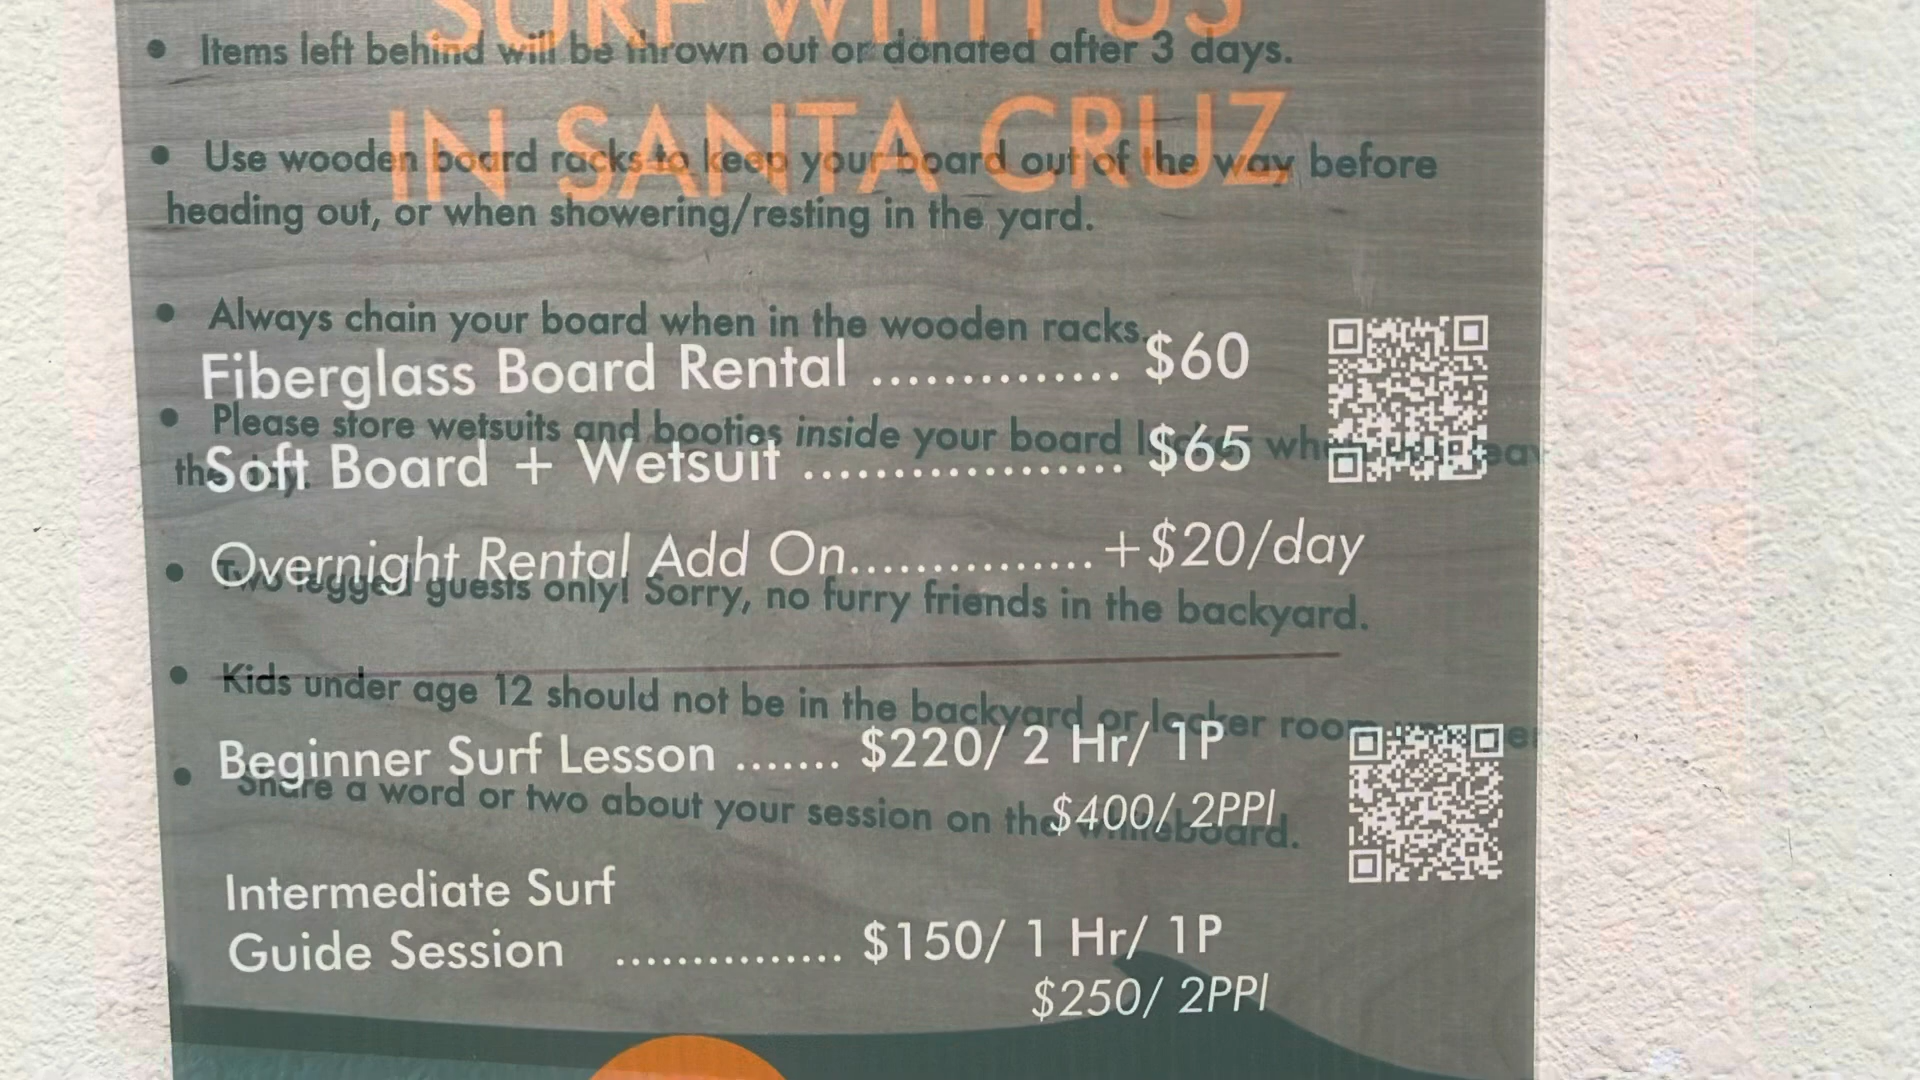 SURF WITH US
IN SANTA CRUZ
Fiberglass Board Rental .............. $60
Soft Board + Wetsuit .................. $65
Overnight Rental Add On............... +$20/day
Beginner Surf Lesson ....... $220/ 2 Hr/ 1P
$400/ 2PPl
Intermediate Surf
Guide Session ............... $150/ 1 Hr/ 1P
$250/ 2PPl
• Items left behind will be thrown out or donated after 3 days.
• Use wooden board racks to keep your board out of the way before
heading out, or when showering/resting in the yard.
• Always chain your board when in the wooden racks.
• Please store wetsuits and booties inside your board
• Two legged guests only! Sorry, no furry friends in the backyard.
• Kids under age 12 should not be in the backyard or locker room
• Share a word or two about your session on the whiteboard.